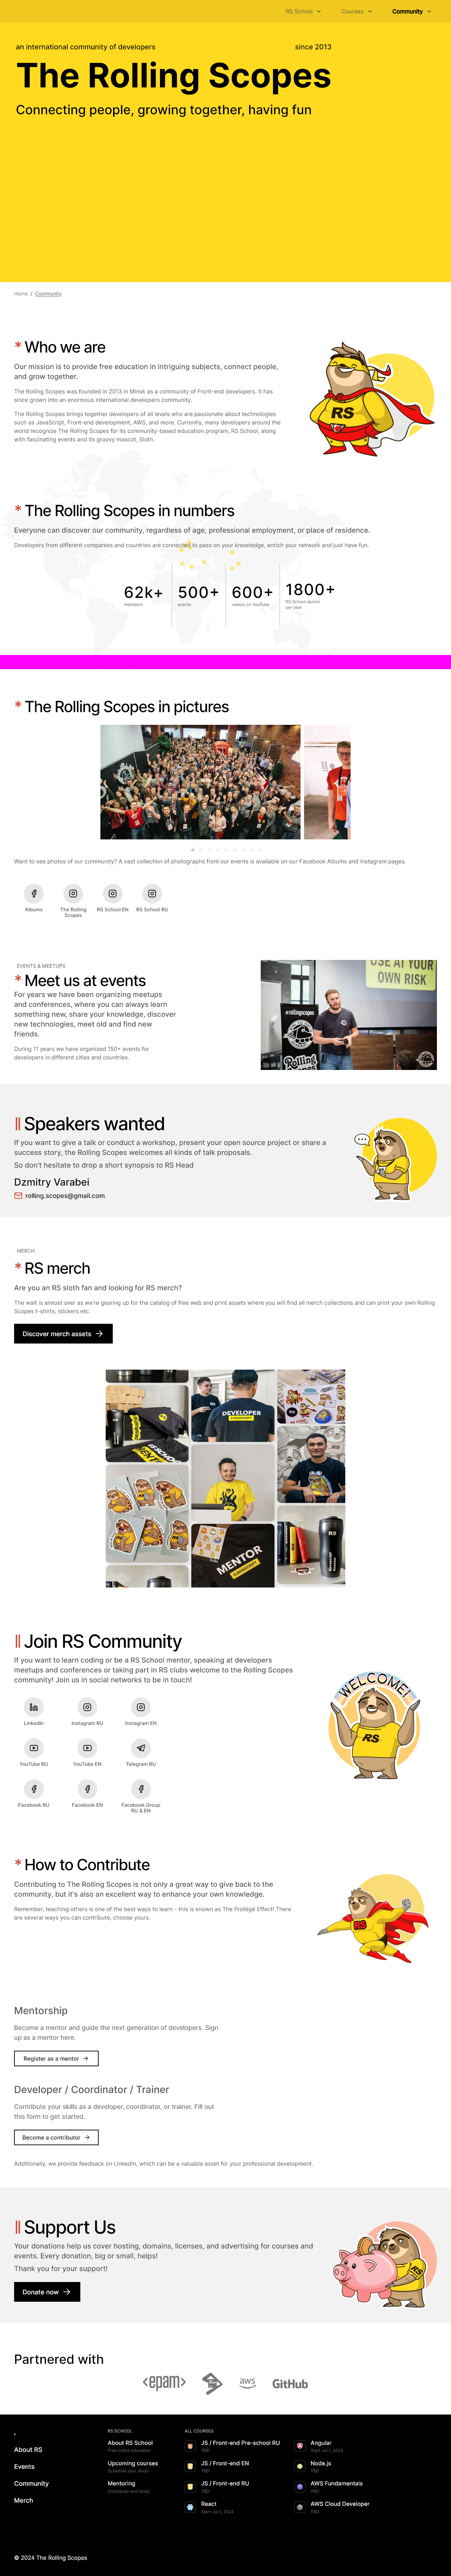 RS School
Courses
Community
an international community of developers
since 2013
The Rolling Scopes
Connecting people, growing together, having fun
Home / Community
* Who we are
Our mission is to provide free education in intriguing subjects, connect people,
and grow together.
The Rolling Scopes was founded in 2013 in Minsk as a community of Front-end developers. It has
since grown into an enormous international developers community.
The Rolling Scopes brings together developers of all levels who are passionate about technologies
such as JavaScript, Front-end development, AWS, and more. Currently, many developers around the
world recognize The Rolling Scopes for its community-based education program, RS School, along
with fascinating events and its groovy mascot, Sloth.
RS
* The Rolling Scopes in numbers
Everyone can discover our community, regardless of age, professional employment, or place of residence.
Developers from different companies and countries are connected to pass on your knowledge, enrich your network and just have fun.
62k+
members
500+
events
600+
videos on YouTube
1800+
RS School alumni
per year
* The Rolling Scopes in pictures
Want to see photos of our community? A vast collection of photographs from our events is available on our Facebook Albums and Instagram pages.
Albums
The Rolling
Scopes
RS School EN
RS School RU
EVENTS & MEETUPS
* Meet us at events
For years we have been organizing meetups
and conferences, where you can always learn
something new, share your knowledge, discover
new technologies, meet old and find new
friends.
During 11 years we have organized 150+ events for
developers in different cities and countries.
USE AT YOUR
OWN RISK
#rollingscopes
Rolling
Scopes
Speakers wanted
If you want to give a talk or conduct a workshop, present your open source project or share a
success story, the Rolling Scopes welcomes all kinds of talk proposals.
So don't hesitate to drop a short synopsis to RS Head
Dzmitry Varabei
rolling.scopes@gmail.com
MERCH
* RS merch
Are you an RS sloth fan and looking for RS merch?
The wait is almost over as we're gearing up for the catalog of free web and print assets where you will find all merch collections and can print your own Rolling
Scopes t-shirts, stickers etc.
Discover merch assets
DEVELOPER
MENTOR
RS
Join RS Community
If you want to learn coding or be a RS School mentor, speaking at developers
meetups and conferences or taking part in RS clubs welcome to the Rolling Scopes
community! Join us in social networks to be in touch!
LinkedIn
Instagram RU
Instagram EN
YouTube RU
YouTube EN
Telegram RU
Facebook RU
Facebook EN
Facebook Group
RU & EN
WELCOME!
RS
* How to Contribute
Contributing to The Rolling Scopes is not only a great way to give back to the
community, but it's also an excellent way to enhance your own knowledge.
Remember, teaching others is one of the best ways to learn - this is known as The Protégé Effect! There
are several ways you can contribute, choose yours.
RS
Mentorship
Become a mentor and guide the next generation of developers. Sign
up as a mentor here.
Register as a mentor
Developer / Coordinator / Trainer
Contribute your skills as a developer, coordinator, or trainer. Fill out
this form to get started.
Become a contributor
Additionally, we provide feedback on LinkedIn, which can be a valuable asset for your professional development.
Support Us
Your donations help us cover hosting, domains, licenses, and advertising for courses and
events. Every donation, big or small, helps!
Thank you for your support!
Donate now
Partnered with
<epam>
aws
GitHub
About RS
Events
Community
Merch
RS SCHOOL
About RS School
Free online education
Upcoming courses
Schedule your study
Mentoring
Contribute and study
ALL COURSES
JS / Front-end Pre-school RU
TBD
JS / Front-end EN
TBD
JS / Front-end RU
TBD
React
Start Jul 1, 2024
Angular
Start Jul 1, 2024
Node.js
TBD
AWS Fundamentals
TBD
AWS Cloud Developer
TBD
© 2024 The Rolling Scopes